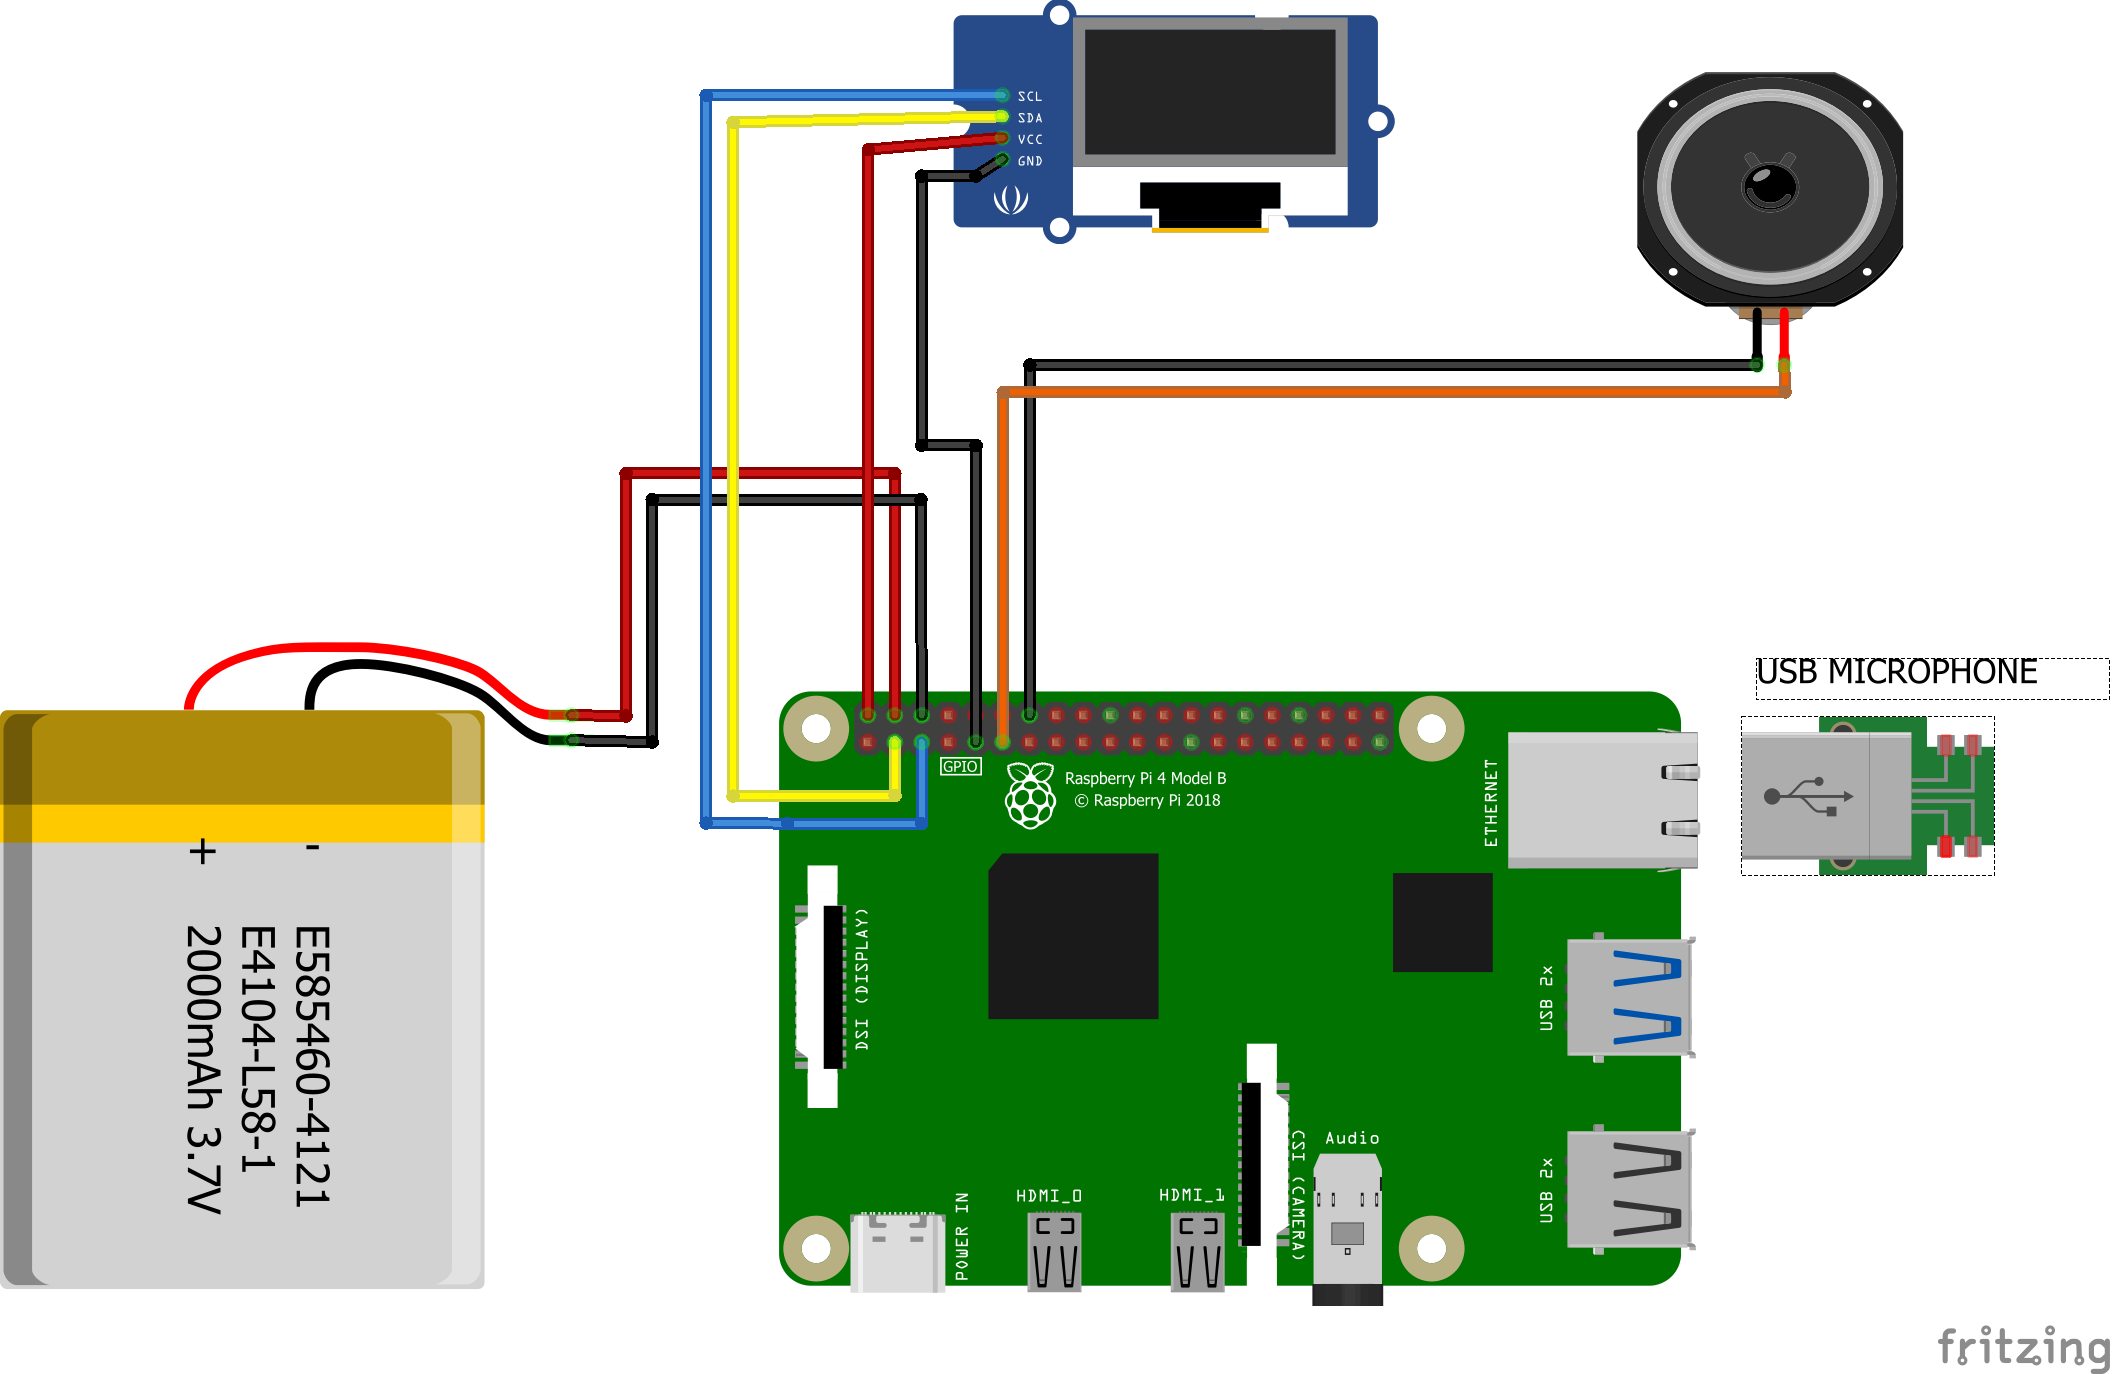 SCL
SDA
VCC
GND
USB MICROPHONE
GPIO
Raspberry Pi 4 Model B
© Raspberry Pi 2018
ETHERNET
+
-
E585460-4121
E4104-L58-1
2000mAh 3.7V
DSI (DISPLAY)
USB 2x
USB 2x
CSI (CAMERA)
Audio
POWER IN
HDMI_0
HDMI_1
fritzing